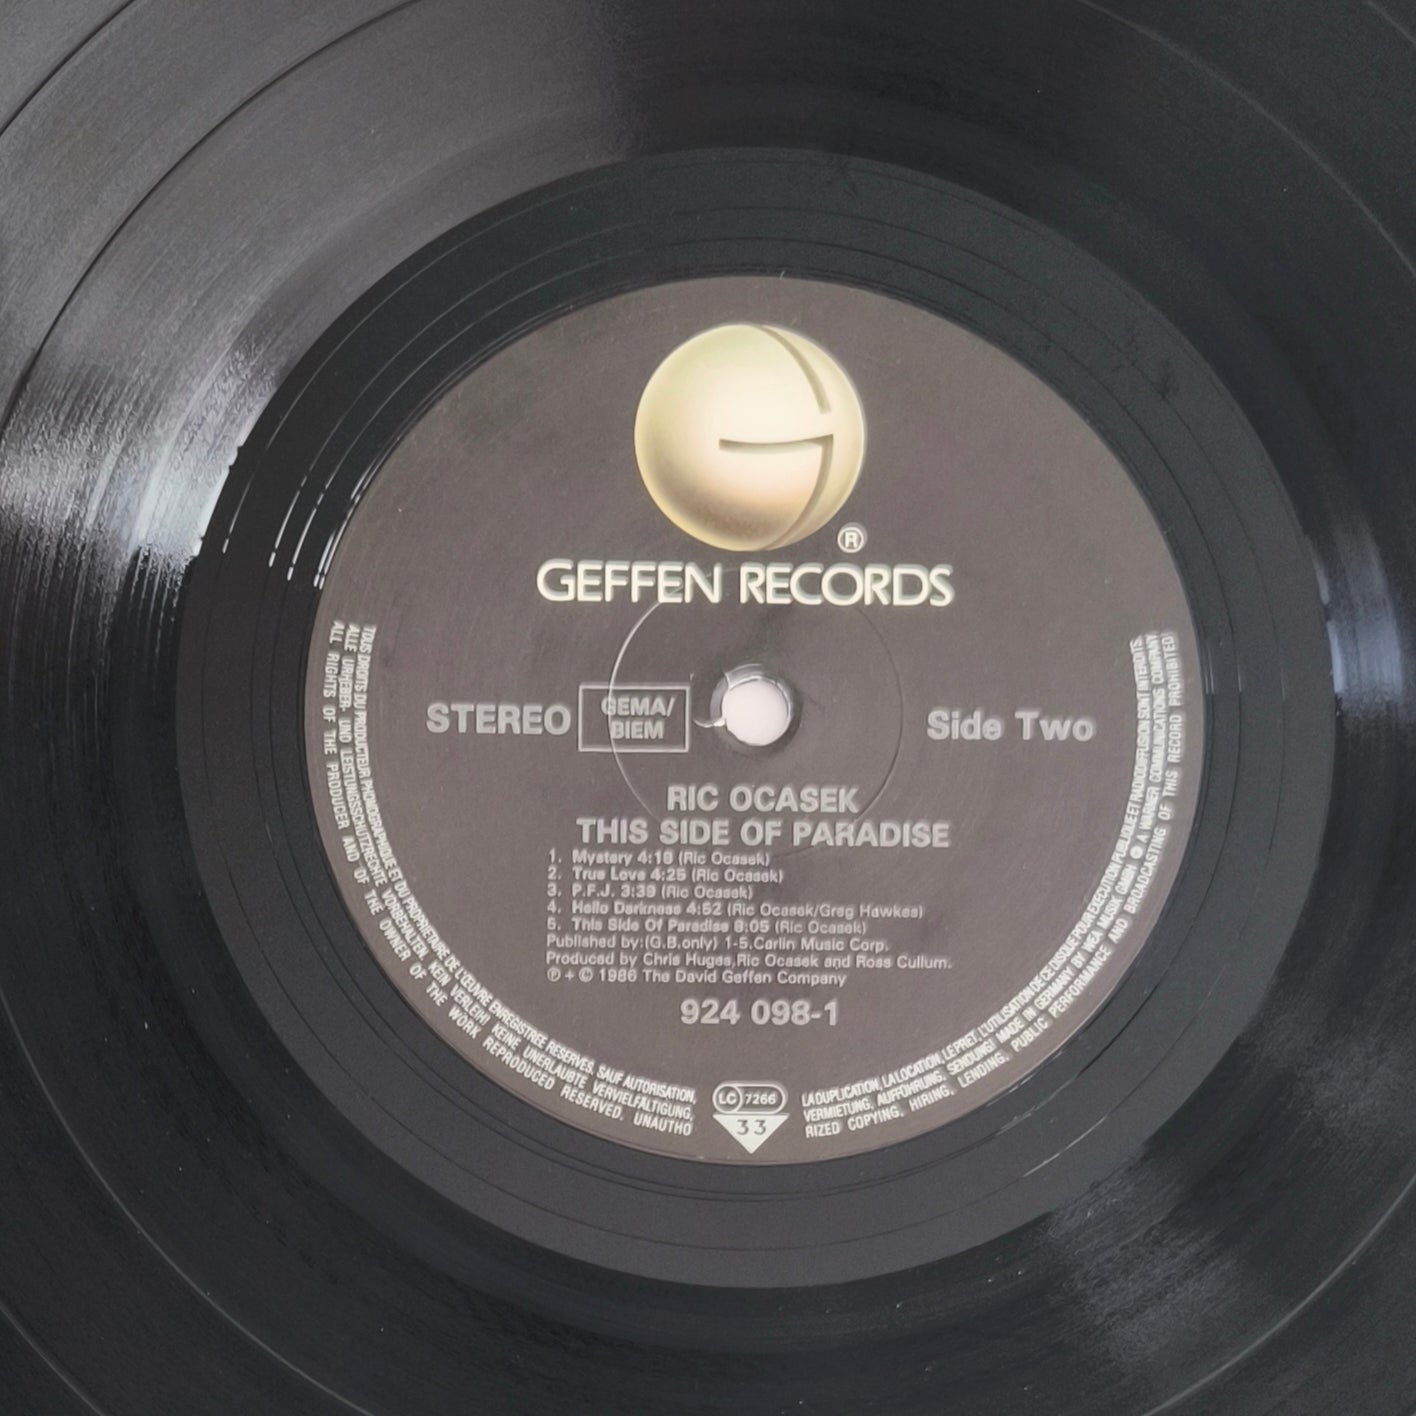 ®
GEFFEN RECORDS
STEREO
GEMA/
BIEM
Side Two
RIC OCASEK
THIS SIDE OF PARADISE
1. Mystery 4:19 (Ric Ocasek)
2. True Love 4:25 (Ric Ocasek)
3. P.F.J. 3:39 (Ric Ocasek)
4. Hello Darkness 4:52 (Ric Ocasek/Greg Hawkes)
5. This Side Of Paradise 6:05 (Ric Ocasek)
Published by:(G.B.only) 1-5.Carlin Music Corp.
Produced by Chris Huges,Ric Ocasek and Ross Cullum.
℗ + © 1986 The David Geffen Company
924 098-1
LC 7266
33
TOUS DROITS DU PRODUCTEUR PHONOGRAPHIQUE ET DU PROPRIETAIRE DE L'ŒUVRE ENREGISTREE RESERVES. SAUF AUTORISATION, LA DUPLICATION, LA LOCATION, LE PRET, L'UTILISATION DE CE DISQUE POUR EXECUTION PUBLIQUE ET RADIODIFFUSION SONT INTERDITS.
ALLE URHEBER- UND LEISTUNGSSCHUTZRECHTE VORBEHALTEN. KEIN VERLEIH! KEINE UNERLAUBTE VERVIELFÄLTIGUNG, VERMIETUNG, AUFFÜHRUNG, SENDUNG! MADE IN GERMANY BY WEA MUSIK GMBH A WARNER COMMUNICATIONS COMPANY
ALL RIGHTS OF THE PRODUCER AND OF THE OWNER OF THE WORK REPRODUCED RESERVED. UNAUTHORIZED COPYING, HIRING, LENDING, PUBLIC PERFORMANCE AND BROADCASTING OF THIS RECORD PROHIBITED!